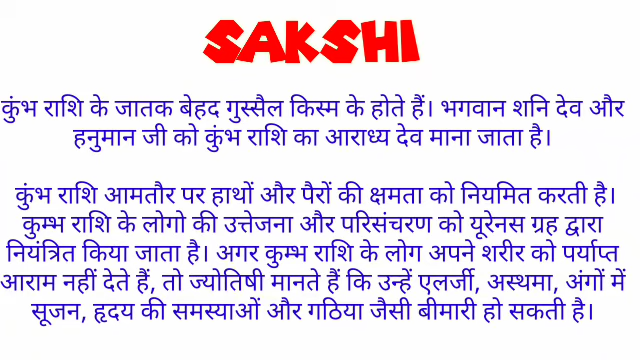 SAKSHI
कुंभ राशि के जातक बेहद गुस्सैल किस्म के होते हैं। भगवान शनि देव और
हनुमान जी को कुंभ राशि का आराध्य देव माना जाता है।
कुंभ राशि आमतौर पर हाथों और पैरों की क्षमता को नियमित करती है।
कुम्भ राशि के लोगो की उत्तेजना और परिसंचरण को यूरेनस ग्रह द्वारा
नियंत्रित किया जाता है। अगर कुम्भ राशि के लोग अपने शरीर को पर्याप्त
आराम नहीं देते हैं, तो ज्योतिषी मानते हैं कि उन्हें एलर्जी, अस्थमा, अंगों में
सूजन, हृदय की समस्याओं और गठिया जैसी बीमारी हो सकती है।